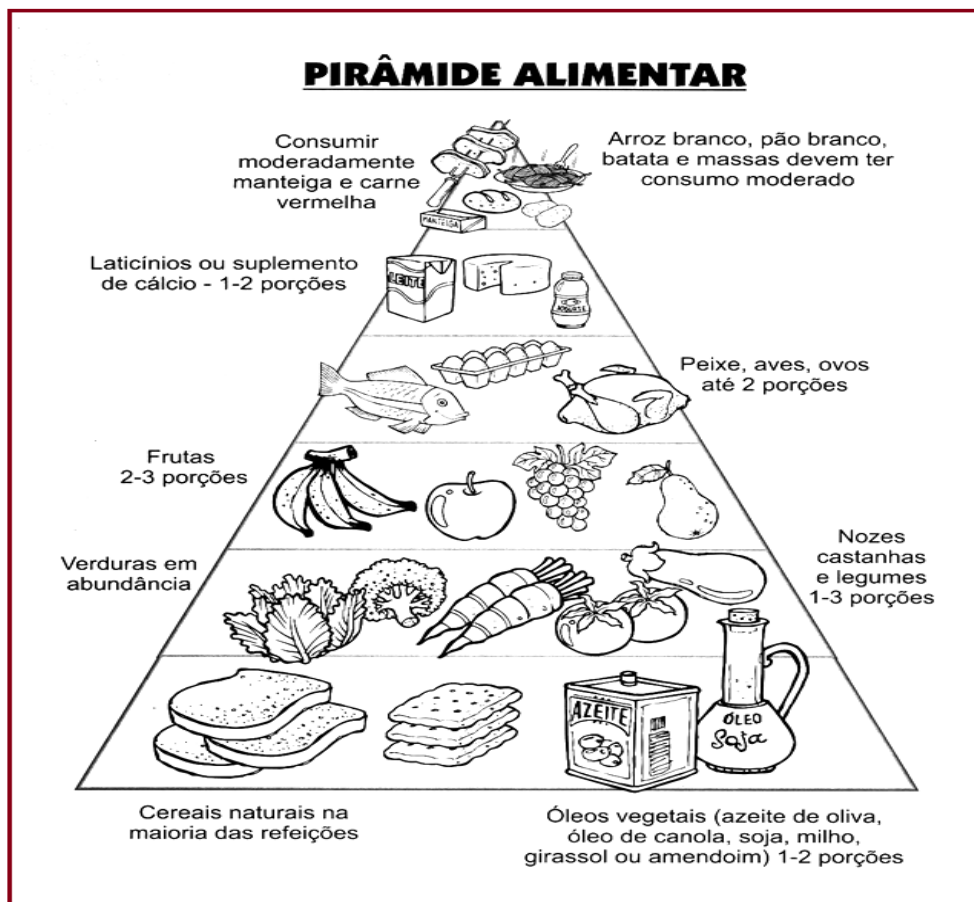 PIRÂMIDE ALIMENTAR
Consumir
moderadamente
manteiga e carne
vermelha
Arroz branco, pão branco,
batata e massas devem ter
consumo moderado
MANTEIGA
Laticínios ou suplemento
de cálcio - 1-2 porções
LEITE
IOGURTE
Peixe, aves, ovos
até 2 porções
Frutas
2-3 porções
Verduras em
abundância
Nozes
castanhas
e legumes
1-3 porções
AZEITE
ÓLEO
Soja
Cereais naturais na
maioria das refeições
Óleos vegetais (azeite de oliva,
óleo de canola, soja, milho,
girassol ou amendoim) 1-2 porções